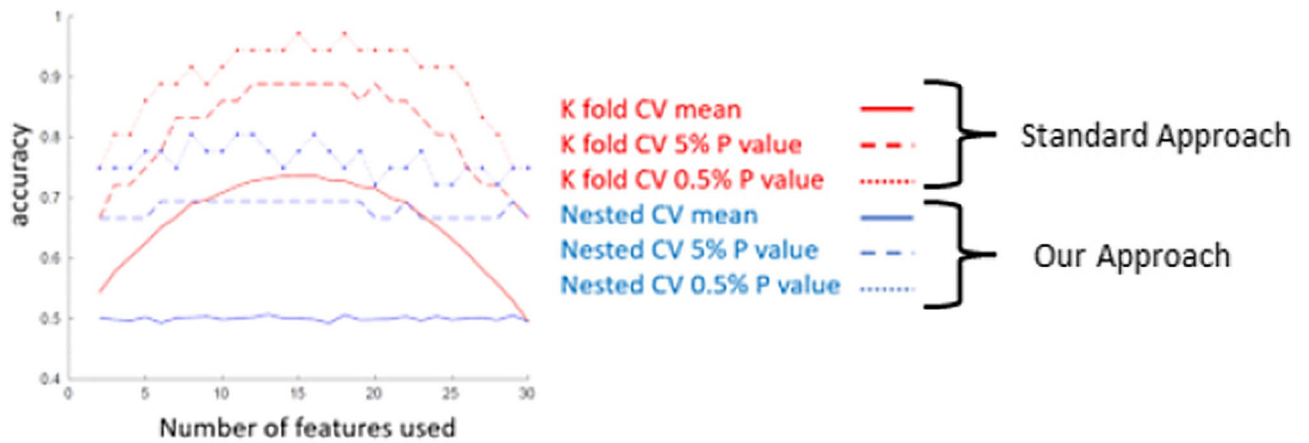 1
0.9
0.8
0.7
0.6
0.5
0.4
accuracy
0 5 10 15 20 25 30
Number of features used
K fold CV mean
K fold CV 5% P value
K fold CV 0.5% P value
Nested CV mean
Nested CV 5% P value
Nested CV 0.5% P value
Standard Approach
Our Approach